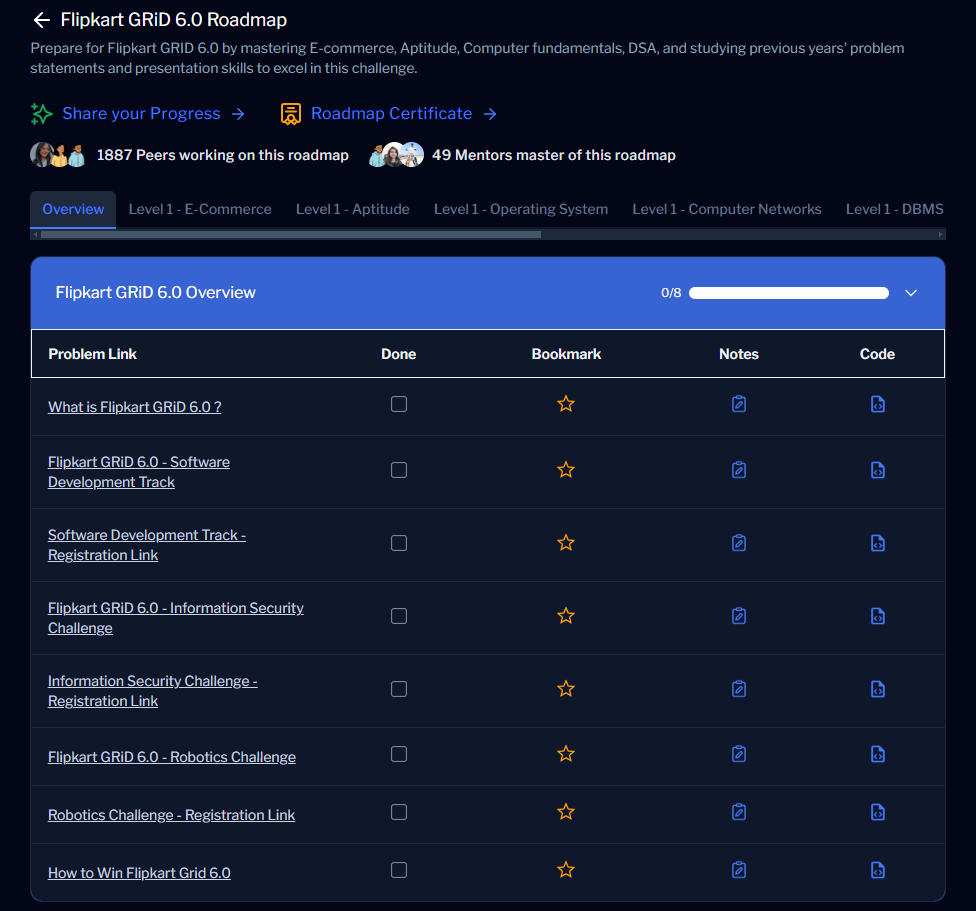 Flipkart GRiD 6.0 Roadmap
Prepare for Flipkart GRID 6.0 by mastering E-commerce, Aptitude, Computer fundamentals, DSA, and studying previous years' problem
statements and presentation skills to excel in this challenge.
Share your Progress
Roadmap Certificate
1887 Peers working on this roadmap
49 Mentors master of this roadmap
Overview
Level 1 - E-Commerce
Level 1 - Aptitude
Level 1 - Operating System
Level 1 - Computer Networks
Level 1 - DBMS
Flipkart GRiD 6.0 Overview
0/8
Problem Link
Done
Bookmark
Notes
Code
What is Flipkart GRiD 6.0 ?
Flipkart GRiD 6.0 - Software
Development Track
Software Development Track -
Registration Link
Flipkart GRiD 6.0 - Information Security
Challenge
Information Security Challenge -
Registration Link
Flipkart GRiD 6.0 - Robotics Challenge
Robotics Challenge - Registration Link
How to Win Flipkart Grid 6.0